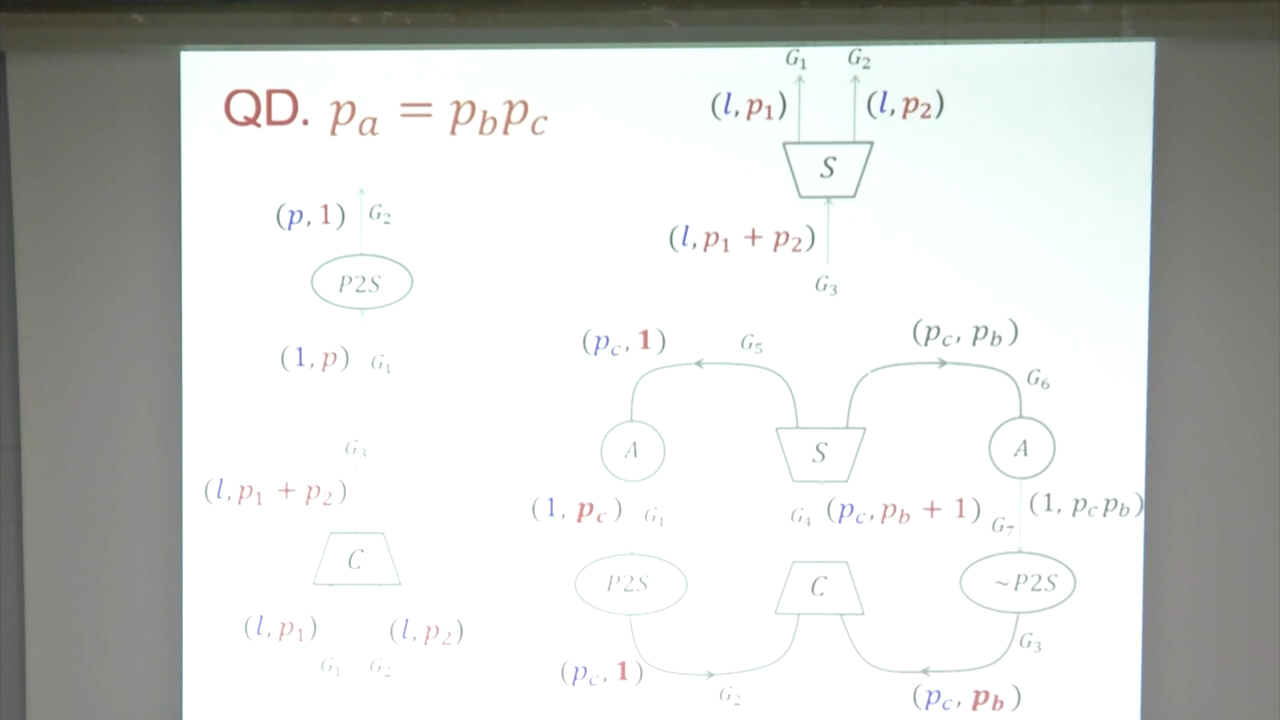 QD. p_a = p_b p_c
G_1 G_2
(l, p_1) (l, p_2)
S
(l, p_1 + p_2)
G_3
(p, 1) G_2
P2S
(1, p) G_1
G_3
(l, p_1 + p_2)
C
(l, p_1) (l, p_2)
G_1 G_2
(p_c, 1) G_5 (p_c, p_b)
G_6
A S A
(1, p_c) G_1 G_4 (p_c, p_b + 1) G_7 (1, p_c p_b)
P2S C ~P2S
G_3
(p_c, 1) G_2 (p_c, p_b)